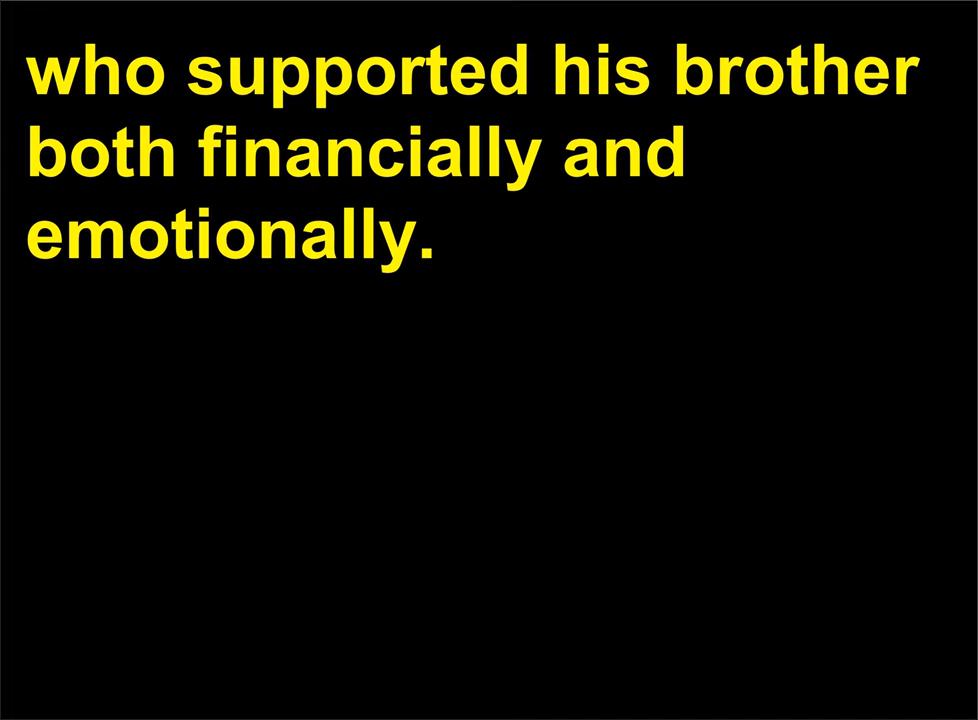 who supported his brother
both financially and
emotionally.